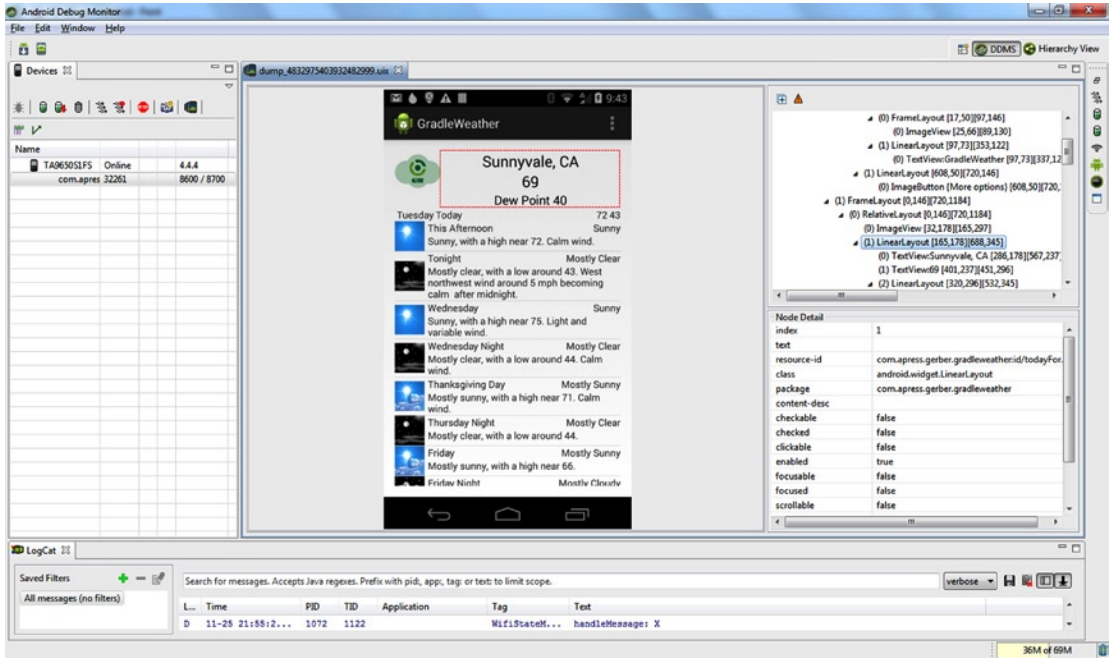 Android Debug Monitor
File Edit Window Help
DDMS Hierarchy View
Devices
dump_4832975403932482999.uix
Name
TA9650S1FS Online 4.4.4
com.apres 32261 8600 / 8700
9:43
GradleWeather
Sunnyvale, CA
69
Dew Point 40
Tuesday Today 72 43
This Afternoon Sunny
Sunny, with a high near 72. Calm wind.
Tonight Mostly Clear
Mostly clear, with a low around 43. West
northwest wind around 5 mph becoming
calm after midnight.
Wednesday Sunny
Sunny, with a high near 75. Light and
variable wind.
Wednesday Night Mostly Clear
Mostly clear, with a low around 44. Calm
wind.
Thanksgiving Day Mostly Sunny
Mostly sunny, with a high near 71. Calm
wind.
Thursday Night Mostly Clear
Mostly clear, with a low around 44.
Friday Mostly Sunny
Mostly sunny, with a high near 66.
Friday Night Mostly Cloudy
(0) FrameLayout [17,50][97,146]
(0) ImageView [25,66][89,130]
(1) LinearLayout [97,73][353,122]
(0) TextView:GradleWeather [97,73][337,12
(1) LinearLayout [608,50][720,146]
(0) ImageButton {More options} [608,50][720,
(1) FrameLayout [0,146][720,1184]
(0) RelativeLayout [0,146][720,1184]
(0) ImageView [32,178][165,297]
(1) LinearLayout [165,178][688,345]
(0) TextView:Sunnyvale, CA [286,178][567,237]
(1) TextView:69 [401,237][451,296]
(2) LinearLayout [320,296][532,345]
Node Detail
index 1
text
resource-id com.apress.gerber.gradleweather:id/todayFor.
class android.widget.LinearLayout
package com.apress.gerber.gradleweather
content-desc
checkable false
checked false
clickable false
enabled true
focusable false
focused false
scrollable false
LogCat
Saved Filters
All messages (no filters)
Search for messages. Accepts Java regexes. Prefix with pid:, app:, tag: or text: to limit scope.
verbose
L... Time PID TID Application Tag Text
D 11-25 21:55:2... 1072 1122 WifiStateM... handleMessage: X
36M of 69M